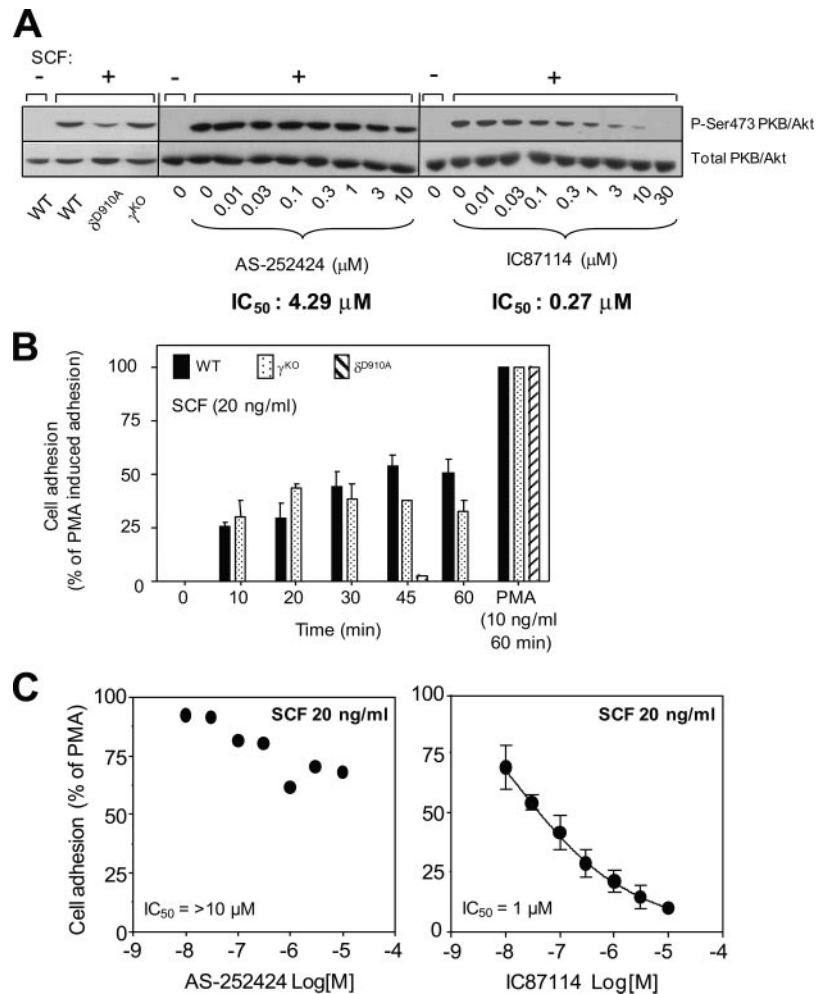 A
SCF:
- + - + - +
P-Ser473 PKB/Akt
Total PKB/Akt
WT WT δD910A γKO 0 0 0.01 0.03 0.1 0.3 1 3 10 0 0 0.01 0.03 0.1 0.3 1 3 10 30
AS-252424 (μM) IC87114 (μM)
IC50 : 4.29 μM IC50 : 0.27 μM
B
100
75
50
25
0
WT γKO δD910A
SCF (20 ng/ml)
Cell adhesion
(% of PMA induced adhesion)
0 10 20 30 45 60 PMA
(10 ng/ml
60 min)
Time (min)
C
Cell adhesion (% of PMA)
100
75
50
25
0
SCF 20 ng/ml
IC50 = >10 μM
-9 -8 -7 -6 -5 -4
AS-252424 Log[M]
100
75
50
25
0
SCF 20 ng/ml
IC50 = 1 μM
-9 -8 -7 -6 -5 -4
IC87114 Log[M]